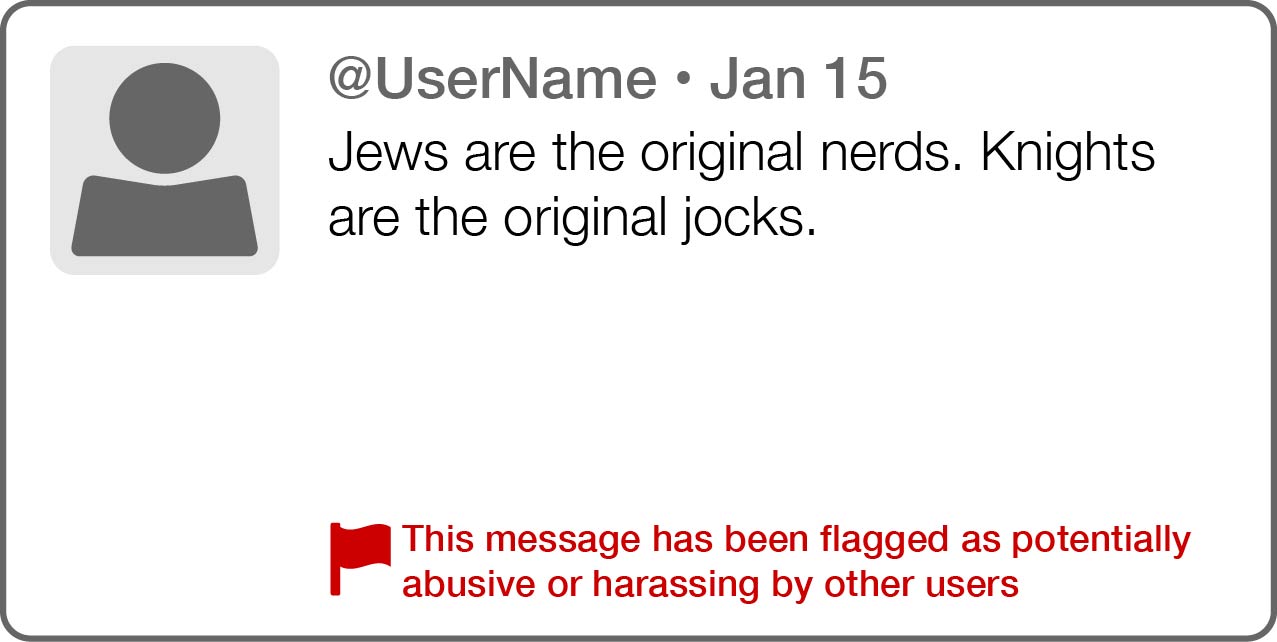 @UserName • Jan 15
Jews are the original nerds. Knights
are the original jocks.
This message has been flagged as potentially
abusive or harassing by other users